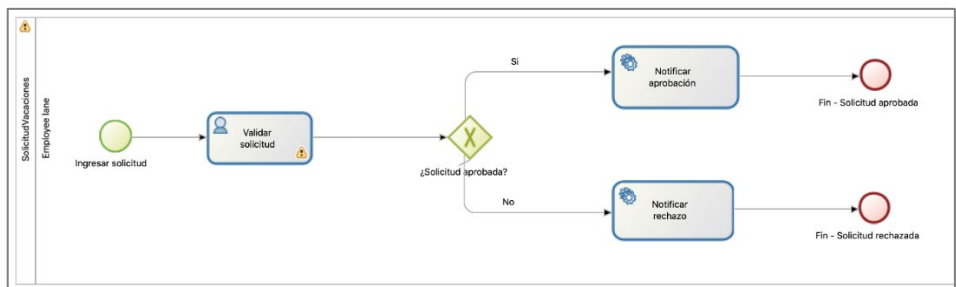 SolicitudVacaciones
Employee lane
Ingresar solicitud
Validar
solicitud
¿Solicitud aprobada?
Si
Notificar
aprobación
Fin - Solicitud aprobada
No
Notificar
rechazo
Fin - Solicitud rechazada